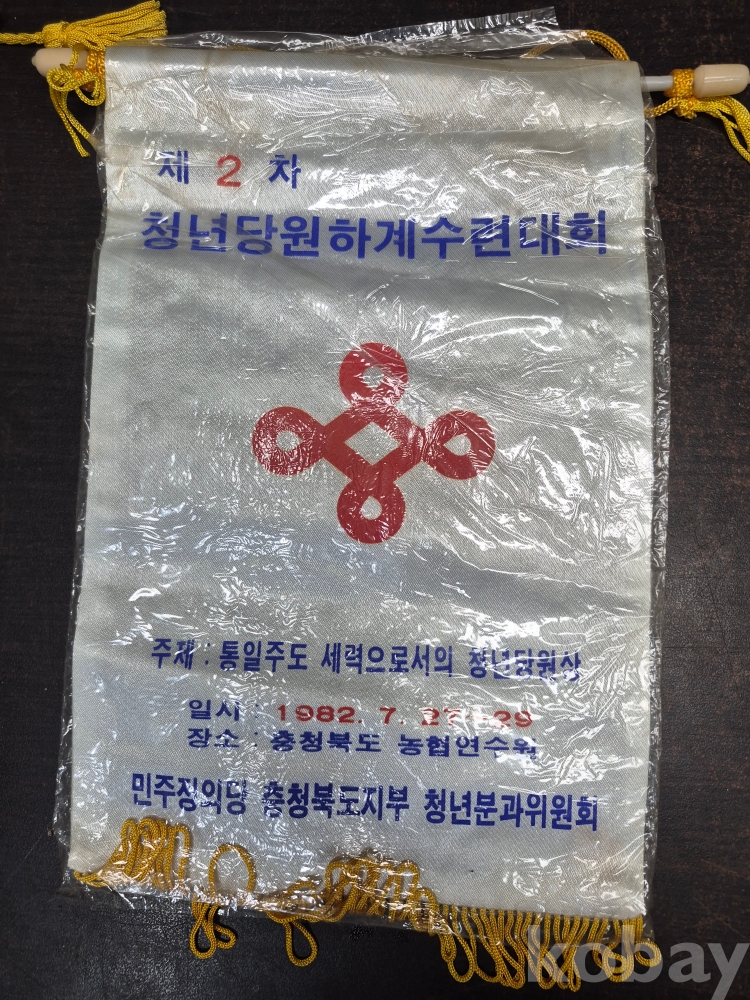 제 2 차
청년당원하계수련대회
주제 : 통일주도 세력으로서의 청년당원상
일시 : 1982. 7. 27~29
장소 : 충청북도 농협연수원
민주정의당 충청북도지부 청년분과위원회
kobay